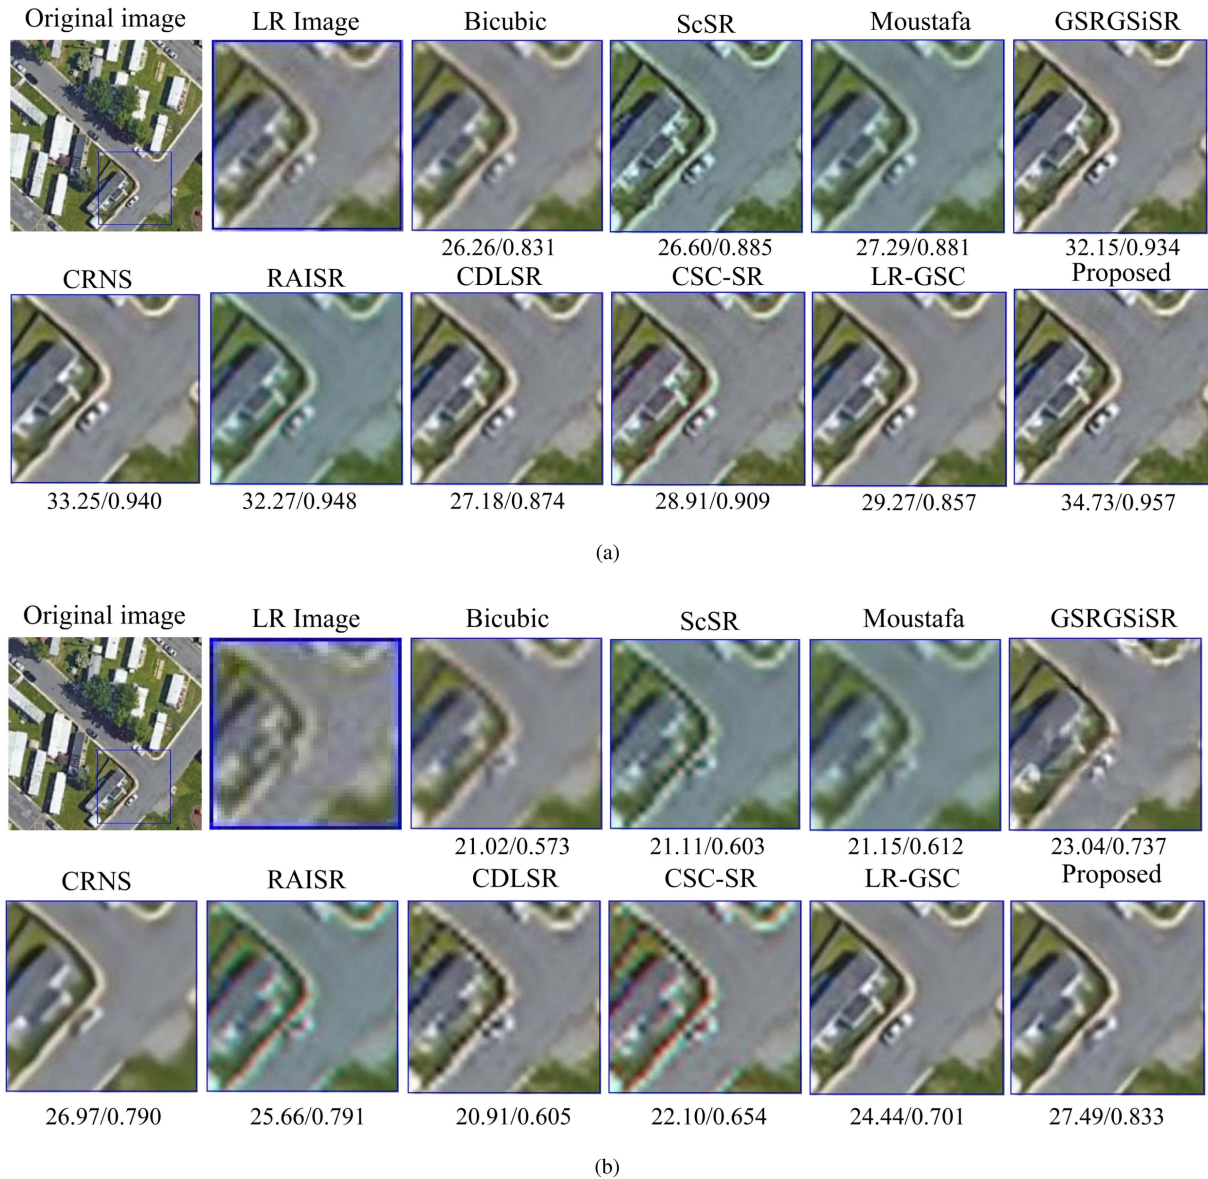 Original image LR Image Bicubic ScSR Moustafa GSRGSiSR
26.26/0.831 26.60/0.885 27.29/0.881 32.15/0.934
CRNS RAISR CDLSR CSC-SR LR-GSC Proposed
33.25/0.940 32.27/0.948 27.18/0.874 28.91/0.909 29.27/0.857 34.73/0.957
(a)
Original image LR Image Bicubic ScSR Moustafa GSRGSiSR
21.02/0.573 21.11/0.603 21.15/0.612 23.04/0.737
CRNS RAISR CDLSR CSC-SR LR-GSC Proposed
26.97/0.790 25.66/0.791 20.91/0.605 22.10/0.654 24.44/0.701 27.49/0.833
(b)